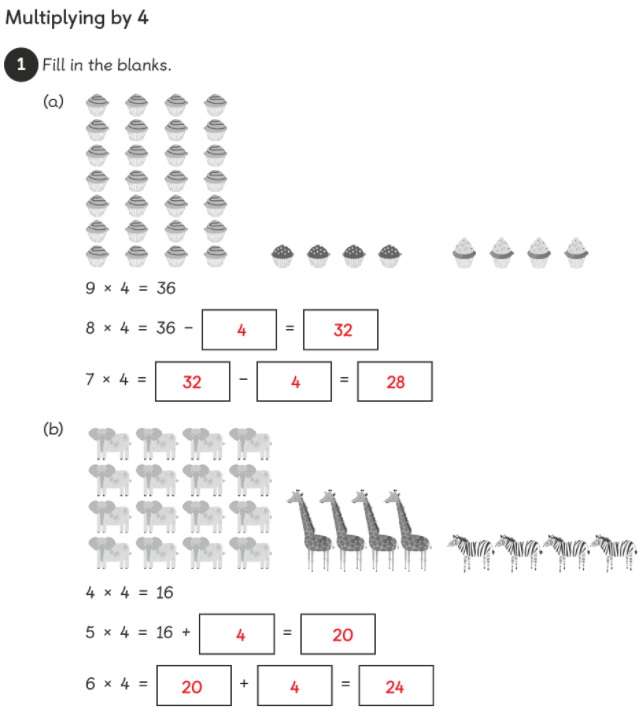 Multiplying by 4
1 Fill in the blanks.
(a)
9 × 4 = 36
8 × 4 = 36 − 4 = 32
7 × 4 = 32 − 4 = 28
(b)
4 × 4 = 16
5 × 4 = 16 + 4 = 20
6 × 4 = 20 + 4 = 24